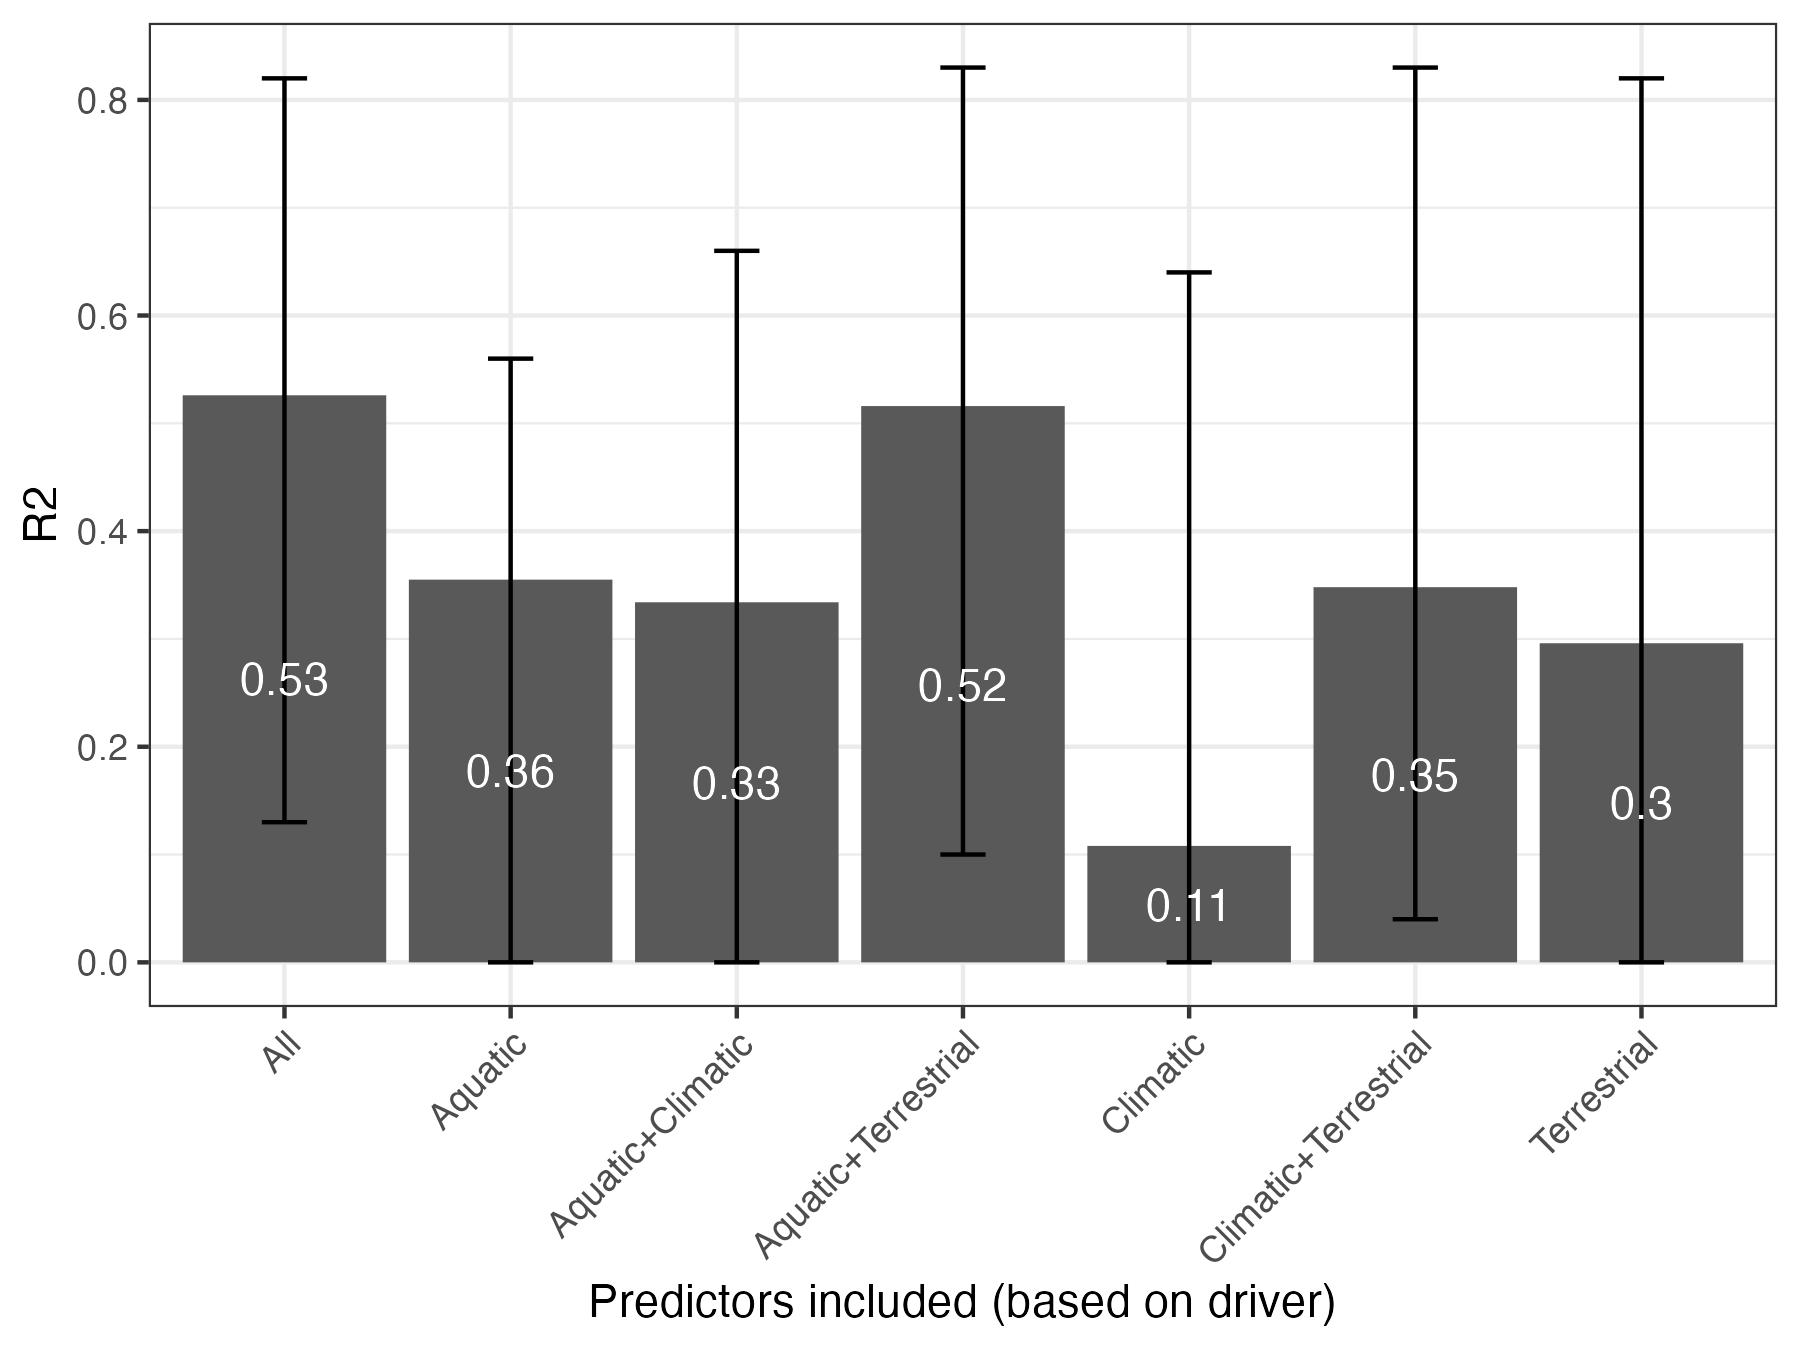 R2
0.8
0.6
0.4
0.2
0.0
0.53
0.36
0.33
0.52
0.11
0.35
0.3
All
Aquatic
Aquatic+Climatic
Aquatic+Terrestrial
Climatic
Climatic+Terrestrial
Terrestrial
Predictors included (based on driver)